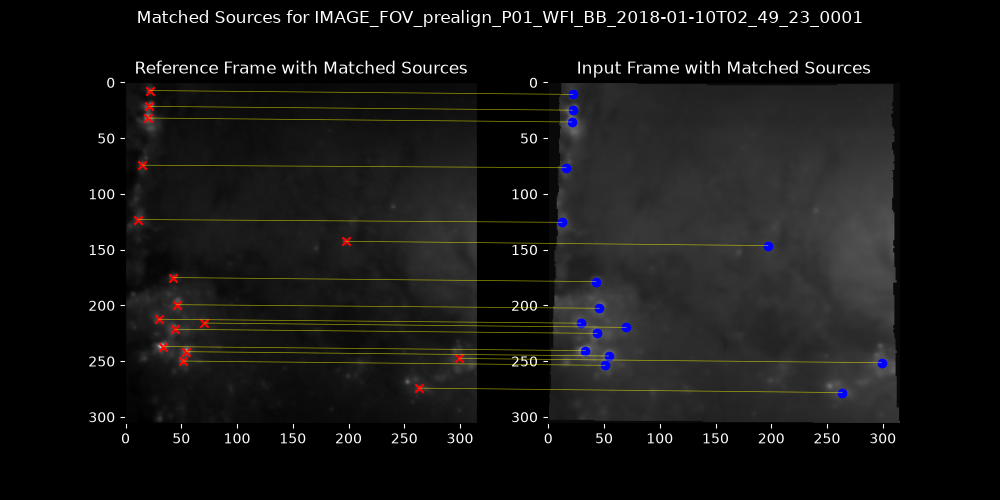 Matched Sources for IMAGE_FOV_prealign_P01_WFI_BB_2018-01-10T02_49_23_0001
Reference Frame with Matched Sources
0
50
100
150
200
250
300
0 50 100 150 200 250 300
Input Frame with Matched Sources
0
50
100
150
200
250
300
0 50 100 150 200 250 300